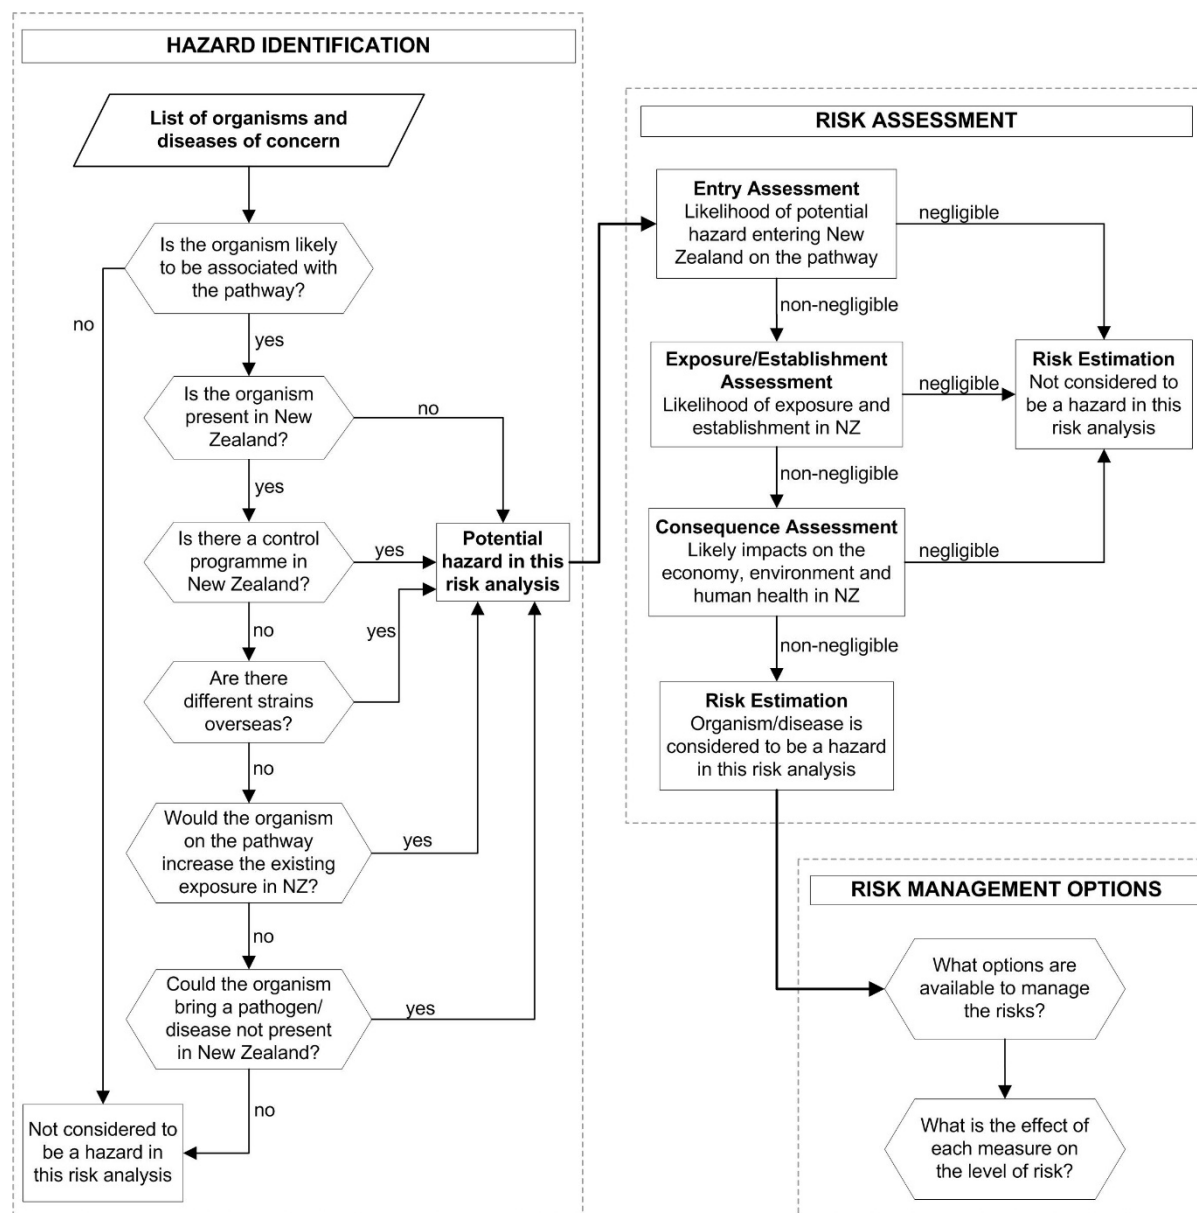 HAZARD IDENTIFICATION
List of organisms and
diseases of concern
Is the organism likely
to be associated with
the pathway?
no
yes
Is the organism
present in New
Zealand?
no
yes
Is there a control
programme in
New Zealand?
yes
no
Are there
different strains
overseas?
yes
no
Would the organism
on the pathway
increase the existing
exposure in NZ?
yes
no
Could the organism
bring a pathogen/
disease not present
in New Zealand?
yes
no
Not considered to
be a hazard in
this risk analysis
Potential
hazard in this
risk analysis
RISK ASSESSMENT
Entry Assessment
Likelihood of potential
hazard entering New
Zealand on the pathway
negligible
non-negligible
Exposure/Establishment
Assessment
Likelihood of exposure and
establishment in NZ
negligible
non-negligible
Consequence Assessment
Likely impacts on the
economy, environment and
human health in NZ
negligible
non-negligible
Risk Estimation
Not considered to
be a hazard in this
risk analysis
Risk Estimation
Organism/disease is
considered to be a hazard
in this risk analysis
RISK MANAGEMENT OPTIONS
What options are
available to manage
the risks?
What is the effect of
each measure on
the level of risk?